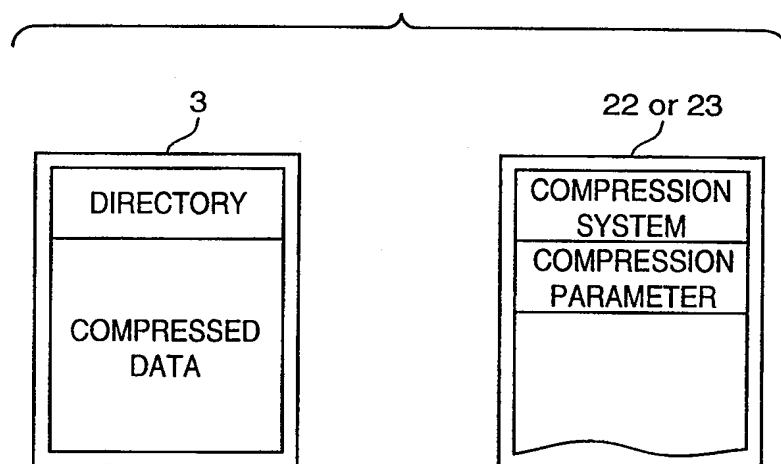 3
22 or 23
DIRECTORY
COMPRESSED
DATA
COMPRESSION
SYSTEM
COMPRESSION
PARAMETER